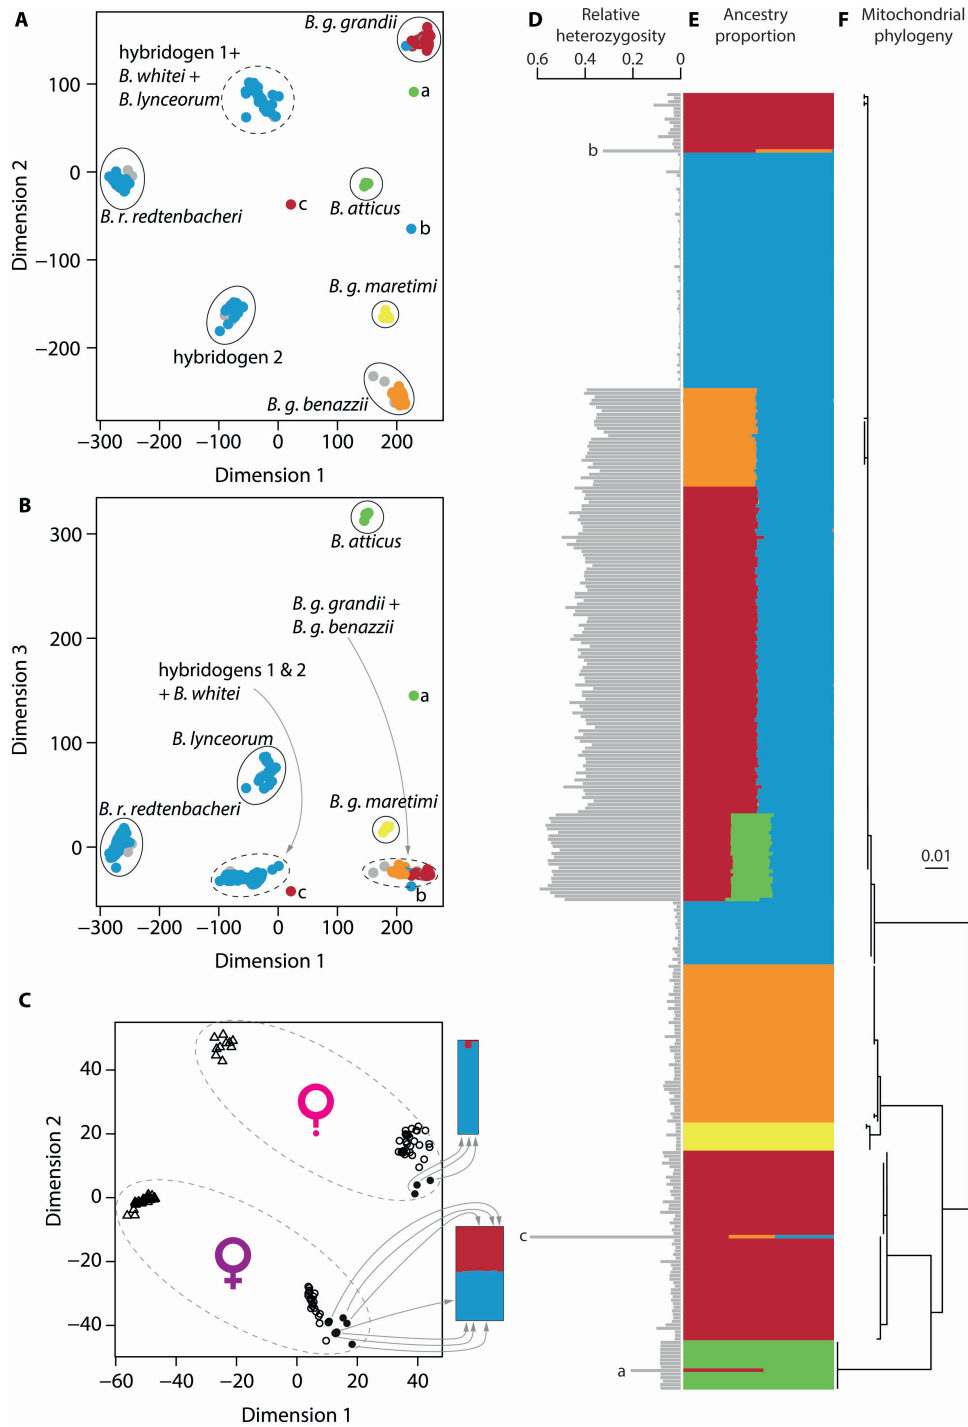 A
B. g. grandii
hybridogen 1+
B. whitei +
B. lynceorum
a
B. r. redtenbacheri
c
B. atticus
b
B. g. maretimi
hybridogen 2
B. g. benazzii
Dimension 2
100
0
−100
−200
−300 −200 −100 0 100 200
Dimension 1
B
B. atticus
B. g. grandii +
B. g. benazzii
hybridogens 1 & 2
+ B. whitei
a
B. lynceorum
B. r. redtenbacheri
B. g. maretimi
c
b
Dimension 3
300
200
100
0
−300 −200 −100 0 100 200
Dimension 1
C
Dimension 2
40
20
0
−20
−40
−60 −40 −20 0 20 40
Dimension 1
D Relative
heterozygosity
0.6 0.4 0.2 0
b
c
a
E Ancestry
proportion
F Mitochondrial
phylogeny
0.01